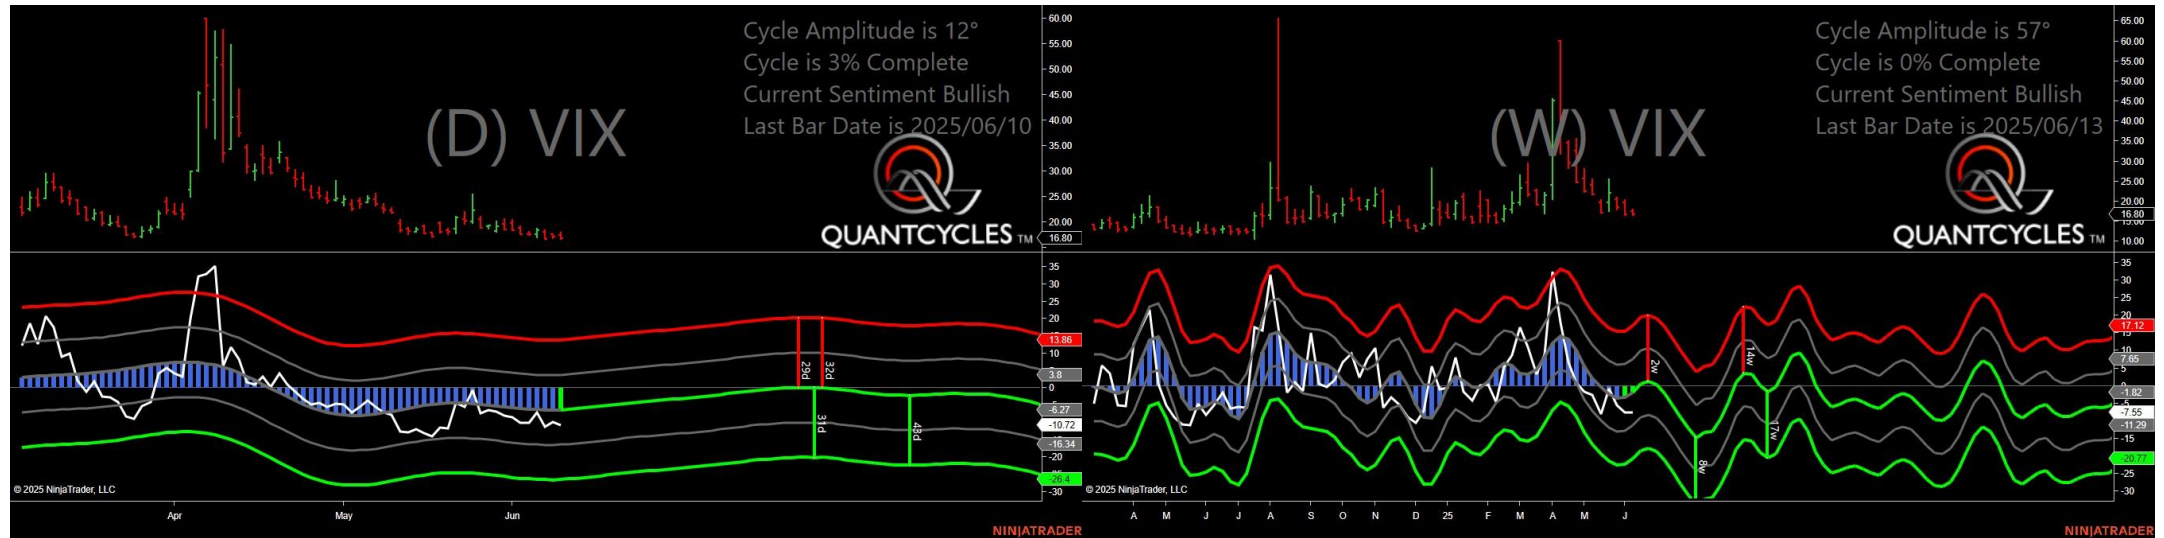 Cycle Amplitude is 12°
Cycle is 3% Complete
Current Sentiment Bullish
Last Bar Date is 2025/06/10
(D) VIX
QUANTCYCLES TM
60.00
55.00
50.00
45.00
40.00
35.00
30.00
25.00
20.00
16.80
35
30
25
20
13.86
10
3.8
0
-6.27
-10.72
-16.34
-20
-26.4
-30
29d
32d
31d
43d
© 2025 NinjaTrader, LLC
Apr
May
Jun
NINJATRADER
Cycle Amplitude is 57°
Cycle is 0% Complete
Current Sentiment Bullish
Last Bar Date is 2025/06/13
(W) VIX
QUANTCYCLES TM
65.00
60.00
55.00
50.00
45.00
40.00
35.00
30.00
25.00
20.00
16.80
15.00
10.00
35
30
25
20
17.12
10
7.65
5
-1.82
-7.55
-11.29
-15
-20.77
-25
-30
2w
14w
8w
17w
© 2025 NinjaTrader, LLC
A M J J A S O N D 25 F M A M J
NINJATRADER